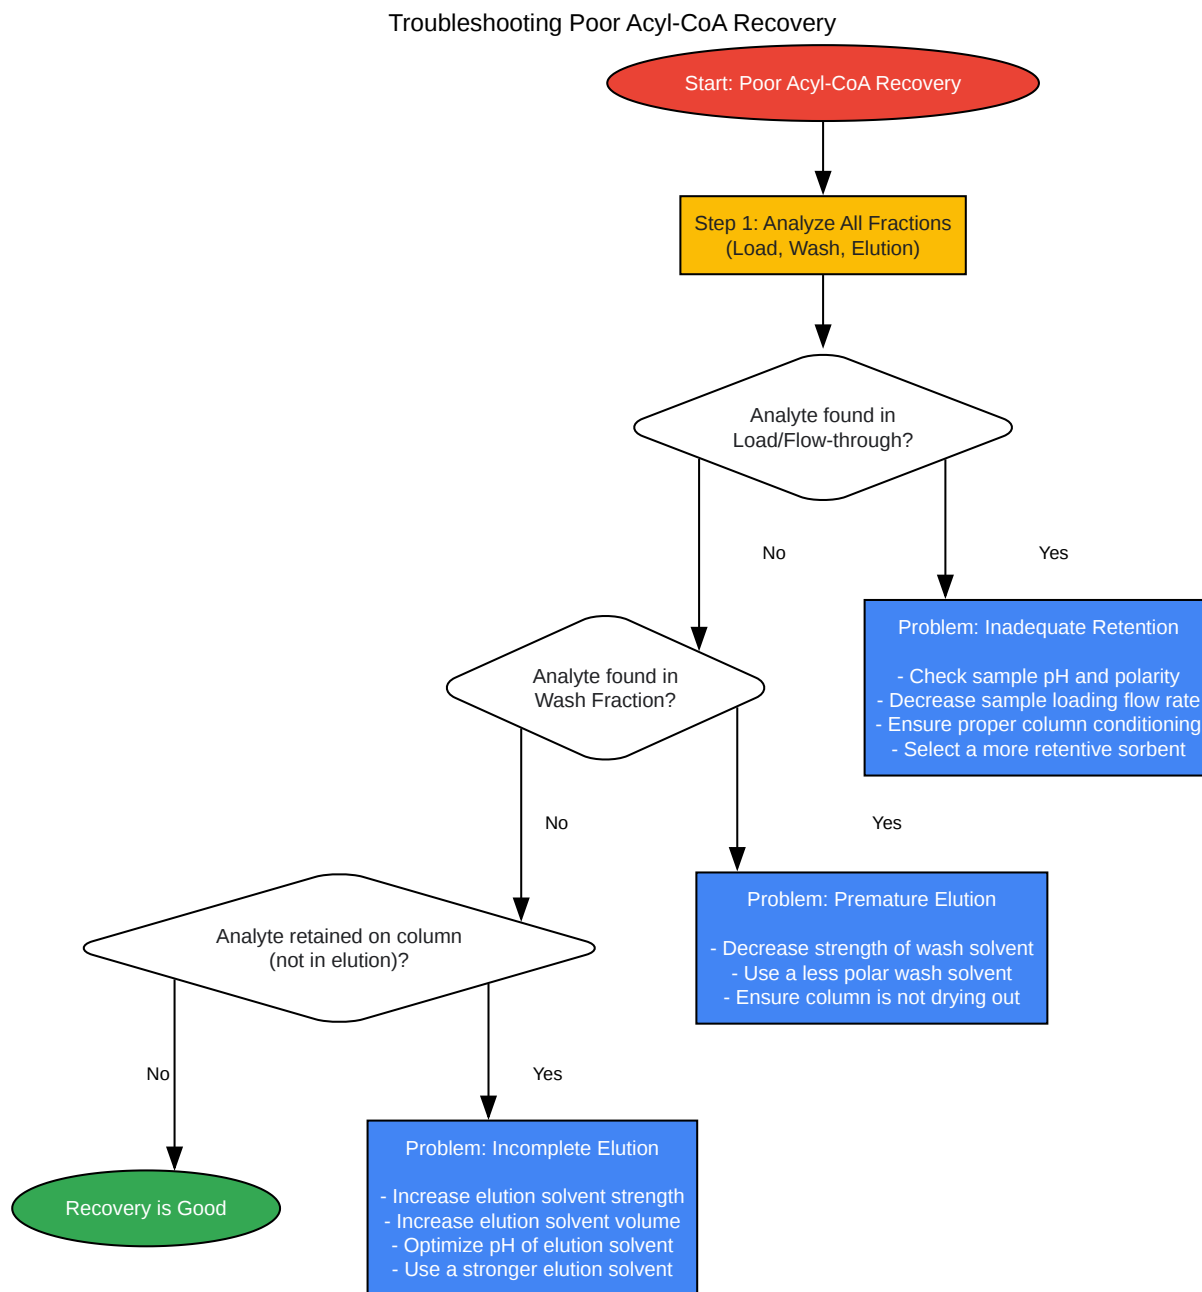 Troubleshooting Poor Acyl-CoA Recovery
Start: Poor Acyl-CoA Recovery
Step 1: Analyze All Fractions
(Load, Wash, Elution)
Analyte found in
Load/Flow-through?
No
Yes
Problem: Inadequate Retention
- Check sample pH and polarity
- Decrease sample loading flow rate
- Ensure proper column conditioning
- Select a more retentive sorbent
Analyte found in
Wash Fraction?
No
Yes
Problem: Premature Elution
- Decrease strength of wash solvent
- Use a less polar wash solvent
- Ensure column is not drying out
Analyte retained on column
(not in elution)?
No
Yes
Problem: Incomplete Elution
- Increase elution solvent strength
- Increase elution solvent volume
- Optimize pH of elution solvent
- Use a stronger elution solvent
Recovery is Good